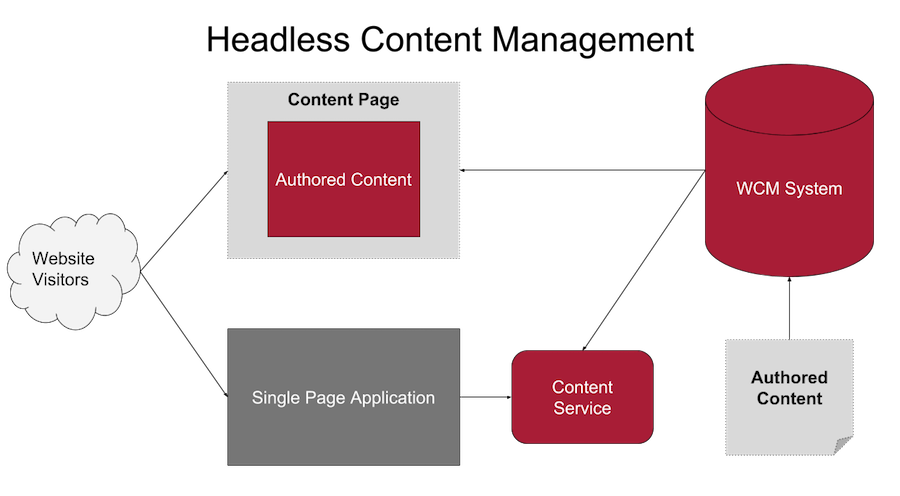 Headless Content Management
Content Page
Authored Content
WCM System
Website
Visitors
Single Page Application
Content
Service
Authored
Content